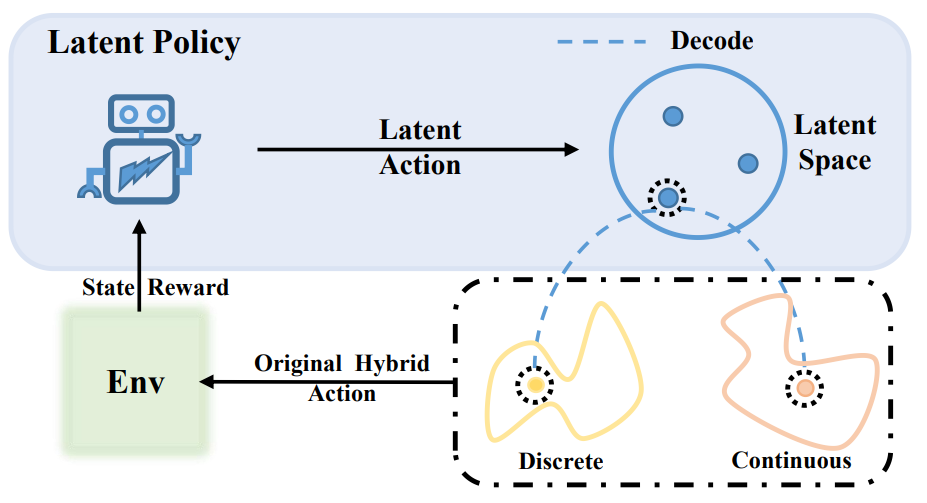 Latent Policy
Decode
Latent
Action
Latent
Space
State Reward
Env
Original Hybrid
Action
Discrete
Continuous